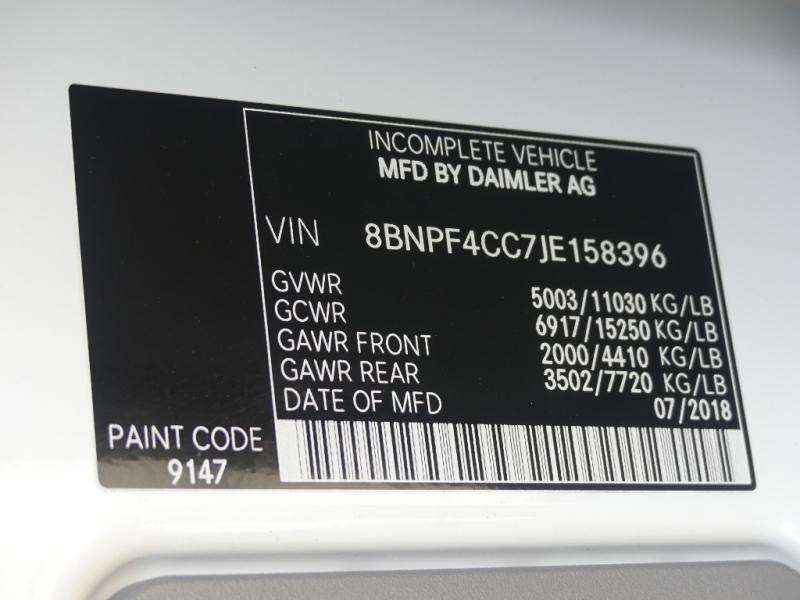 INCOMPLETE VEHICLE
MFD BY DAIMLER AG
VIN 8BNPF4CC7JE158396
GVWR 5003/11030 KG/LB
GCWR 6917/15250 KG/LB
GAWR FRONT 2000/4410 KG/LB
GAWR REAR 3502/7720 KG/LB
DATE OF MFD 07/2018
PAINT CODE
9147